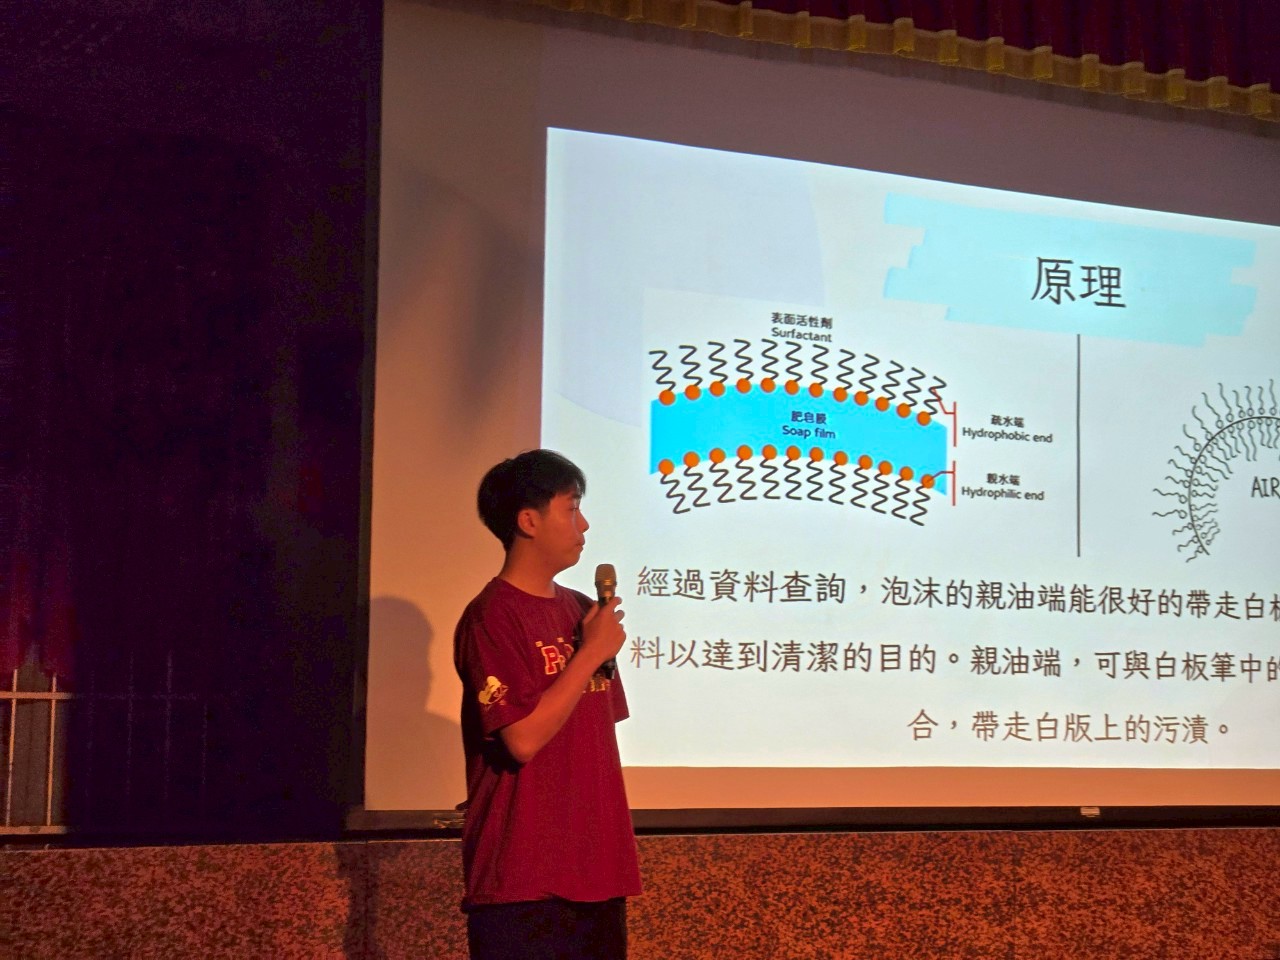 原理
表面活性劑
Surfactant
肥皂膜
Soap film
疏水端
Hydrophobic end
親水端
Hydrophilic end
AIR
經過資料查詢，泡沫的親油端能很好的帶走白板
料以達到清潔的目的。親油端，可與白板筆中的
合，帶走白版上的污漬。